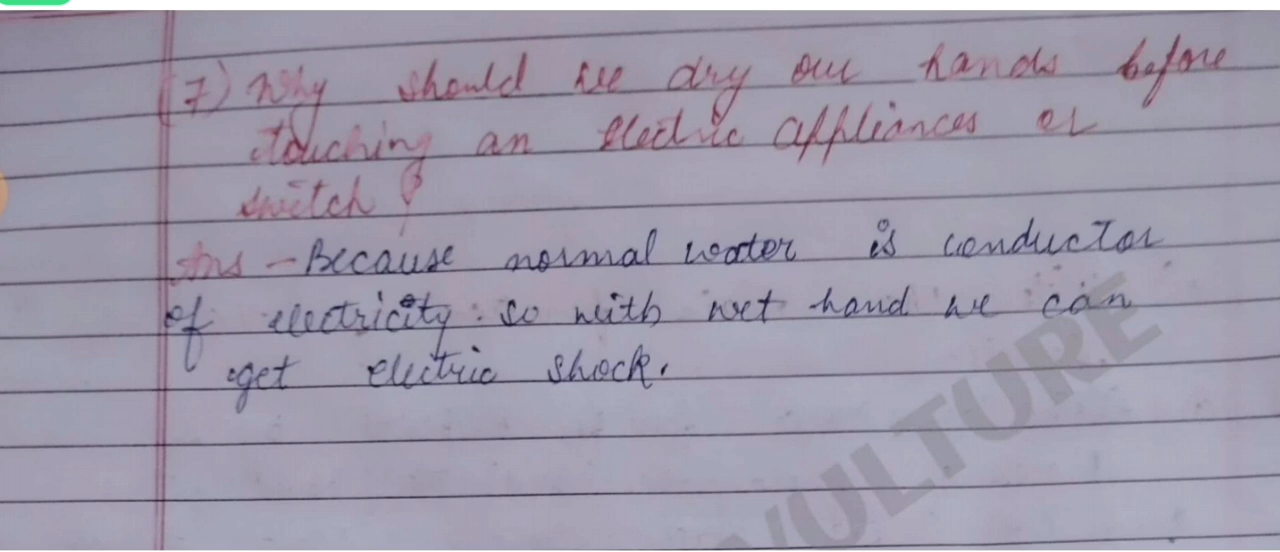 7) Why should we dry our hands before
touching an electric appliances or
switch ?
Ans - Because normal water is conductor
of electricity. so with wet hand we can
get electric shock.
VULTURE